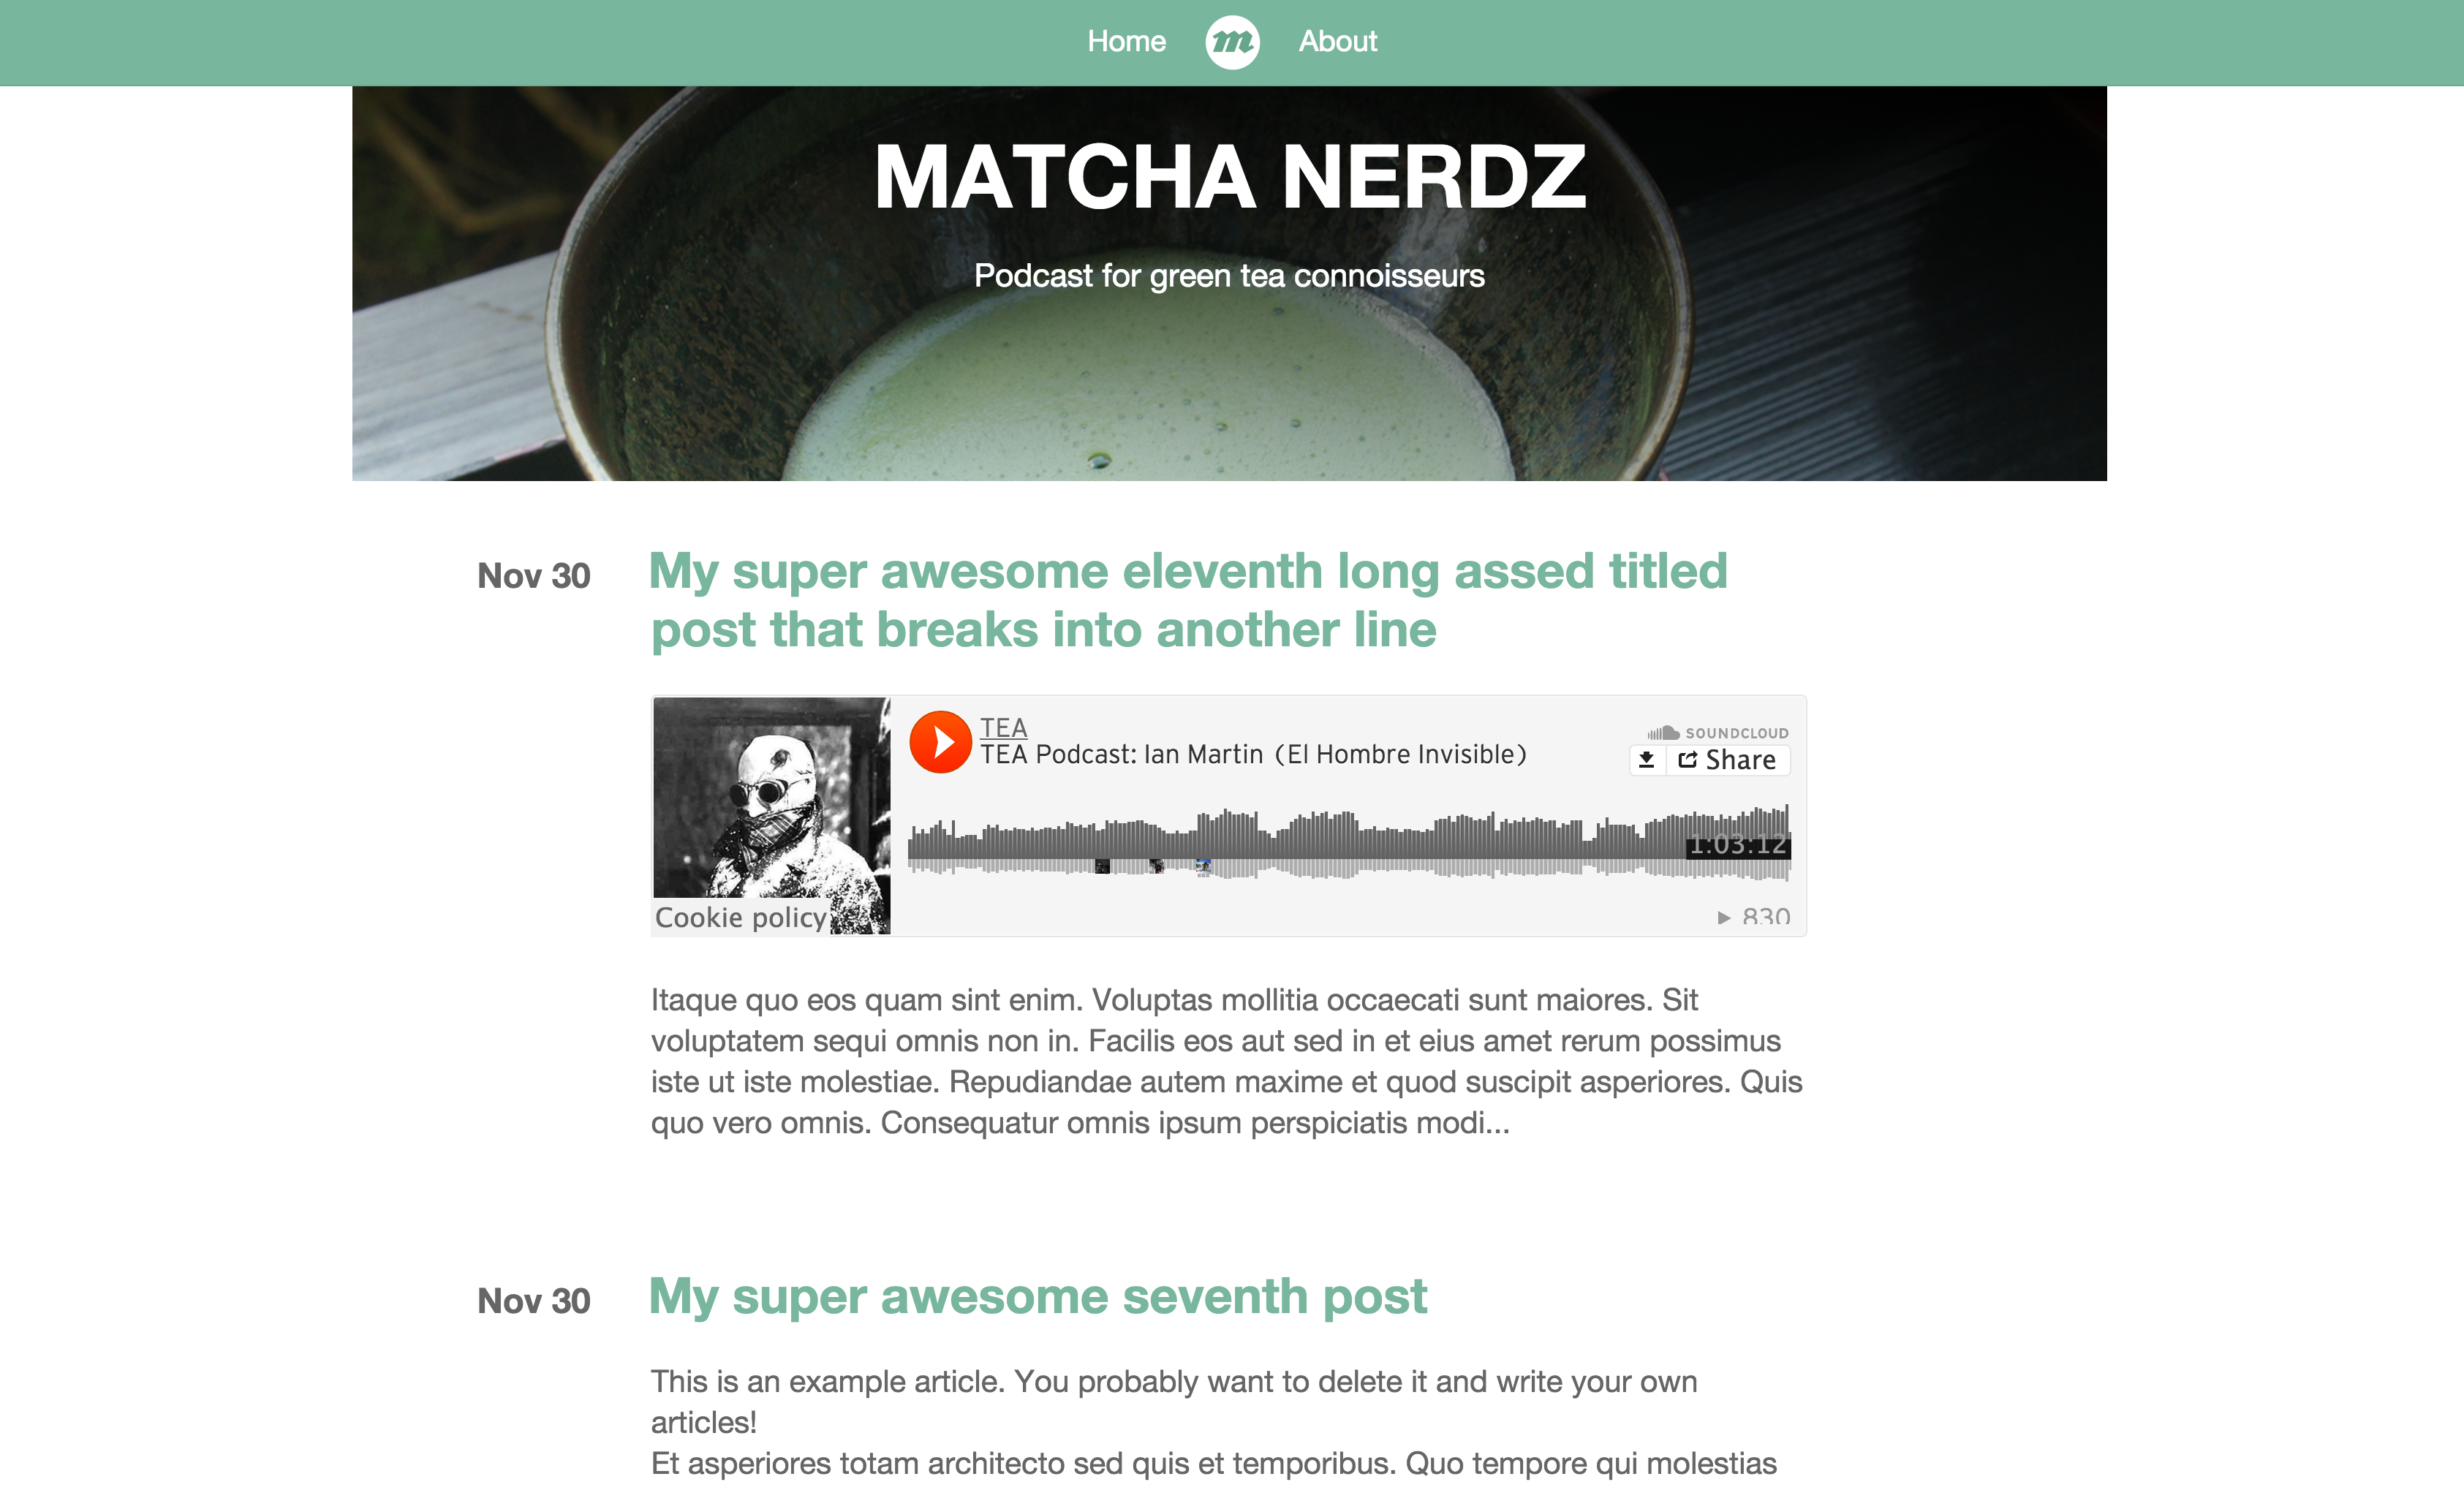 Home m About
MATCHA NERDZ
Podcast for green tea connoisseurs
Nov 30
My super awesome eleventh long assed titled
post that breaks into another line
TEA
TEA Podcast: Ian Martin (El Hombre Invisible)
SOUNDCLOUD
Share
1:03:12
Cookie policy
830
Itaque quo eos quam sint enim. Voluptas mollitia occaecati sunt maiores. Sit
voluptatem sequi omnis non in. Facilis eos aut sed in et eius amet rerum possimus
iste ut iste molestiae. Repudiandae autem maxime et quod suscipit asperiores. Quis
quo vero omnis. Consequatur omnis ipsum perspiciatis modi...
Nov 30
My super awesome seventh post
This is an example article. You probably want to delete it and write your own
articles!
Et asperiores totam architecto sed quis et temporibus. Quo tempore qui molestias